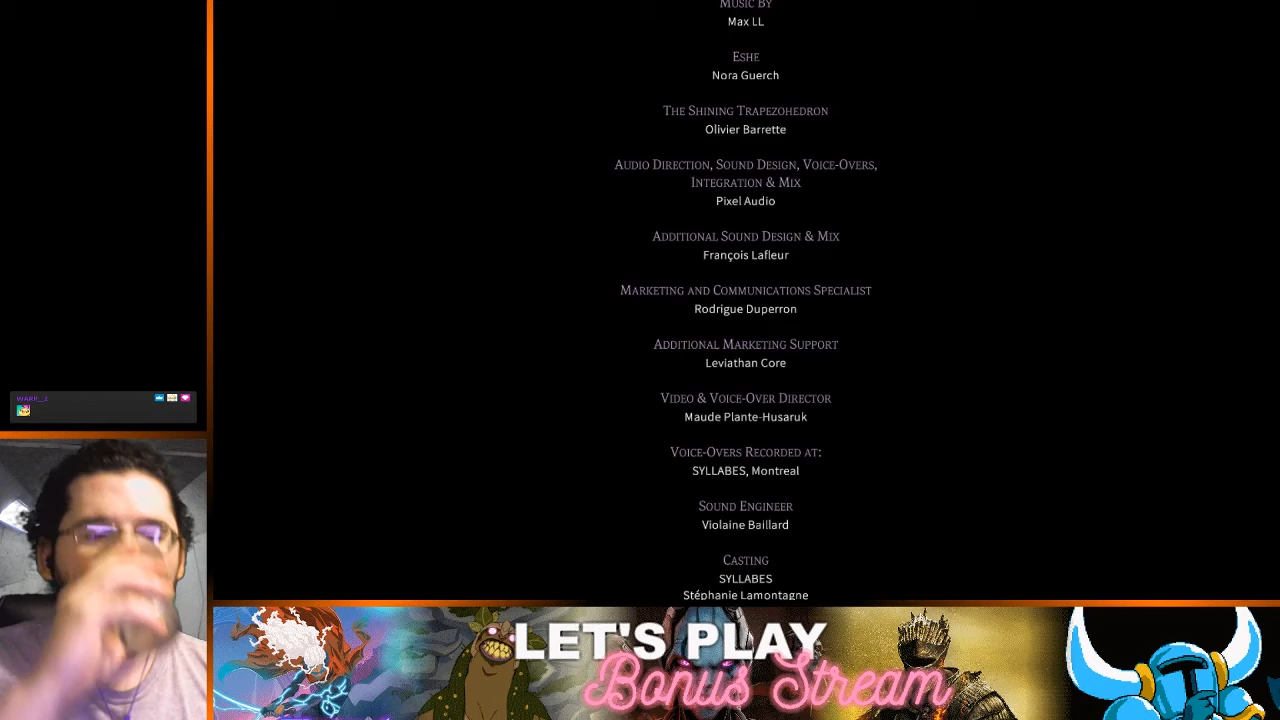 MUSIC BY
Max LL
ESHE
Nora Guerch
THE SHINING TRAPEZOHEDRON
Olivier Barrette
AUDIO DIRECTION, SOUND DESIGN, VOICE-OVERS,
INTEGRATION & MIX
Pixel Audio
ADDITIONAL SOUND DESIGN & MIX
François Lafleur
MARKETING AND COMMUNICATIONS SPECIALIST
Rodrigue Duperron
ADDITIONAL MARKETING SUPPORT
Leviathan Core
VIDEO & VOICE-OVER DIRECTOR
Maude Plante-Husaruk
VOICE-OVERS RECORDED AT:
SYLLABES, Montreal
SOUND ENGINEER
Violaine Baillard
CASTING
SYLLABES
Stéphanie Lamontagne
WARP__2
LET'S PLAY
Bonus Stream